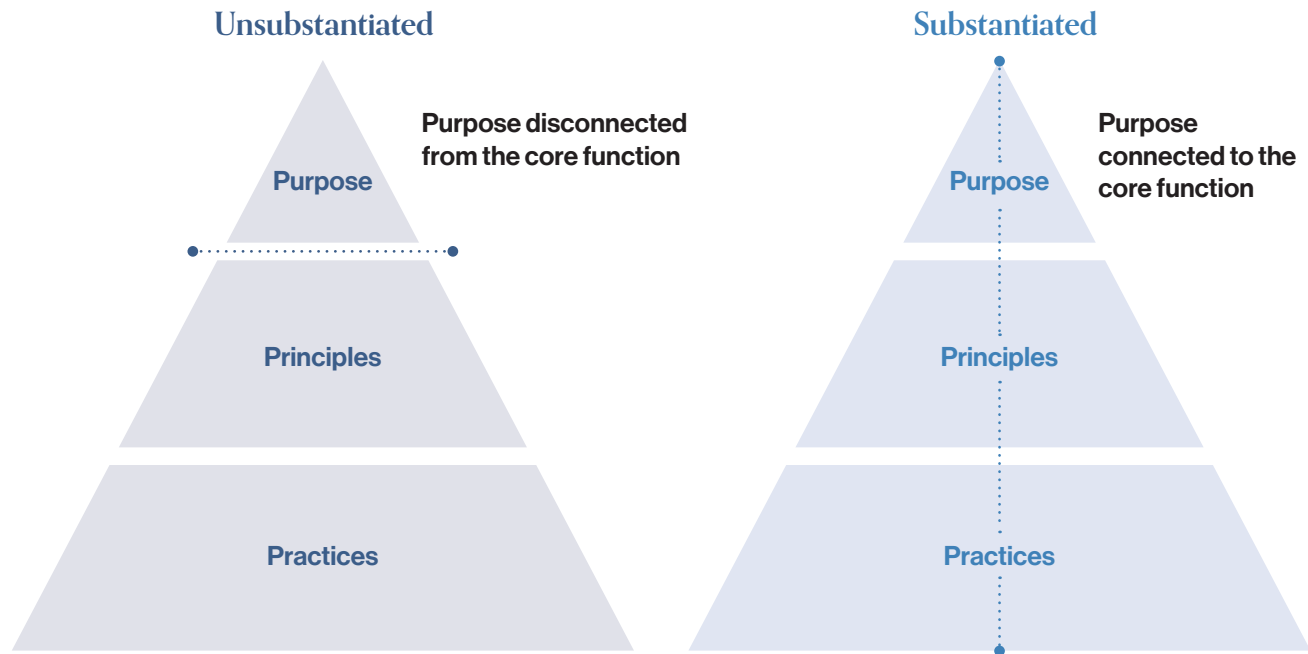 Unsubstantiated
Purpose disconnected
from the core function
Purpose
Principles
Practices
Substantiated
Purpose
connected to the
core function
Purpose
Principles
Practices